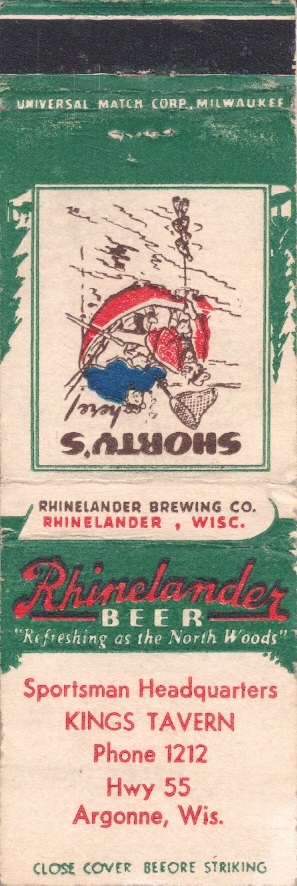 UNIVERSAL MATCH CORP., MILWAUKEE
SHORTY'S
here!
RHINELANDER BREWING CO.
RHINELANDER, WISC.
Rhinelander
BEER
"Refreshing as the North Woods"
Sportsman Headquarters
KINGS TAVERN
Phone 1212
Hwy 55
Argonne, Wis.
CLOSE COVER BEFORE STRIKING